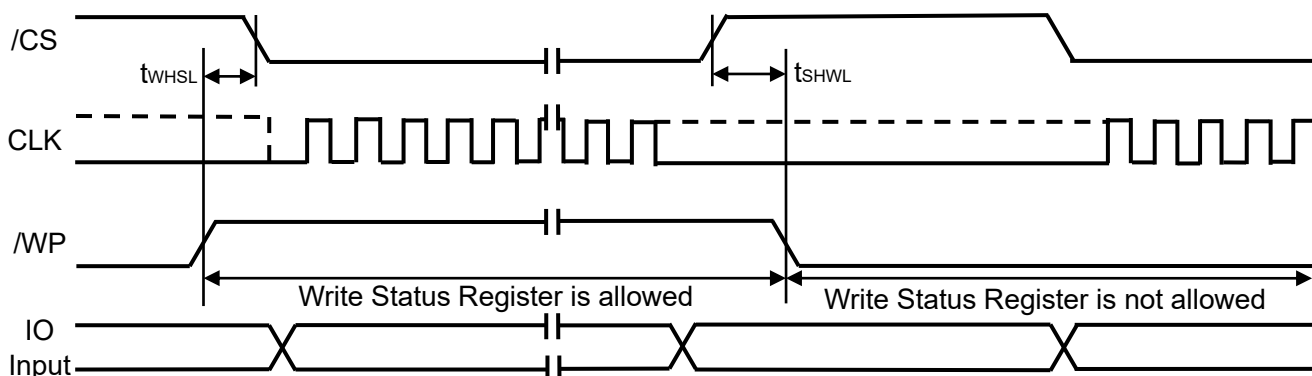 /CS
tWHSL
tSHWL
CLK
/WP
Write Status Register is allowed
Write Status Register is not allowed
IO
Input